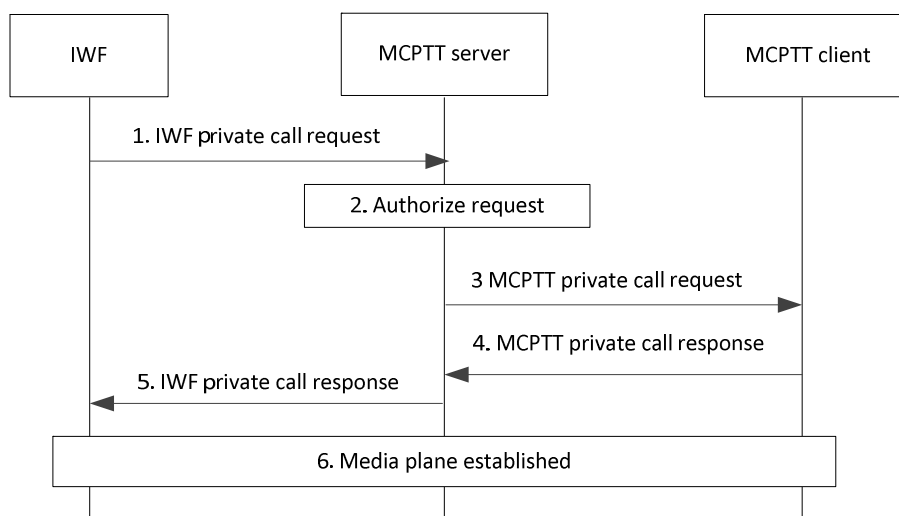 IWF
MCPTT server
MCPTT client
1. IWF private call request
2. Authorize request
3 MCPTT private call request
4. MCPTT private call response
5. IWF private call response
6. Media plane established